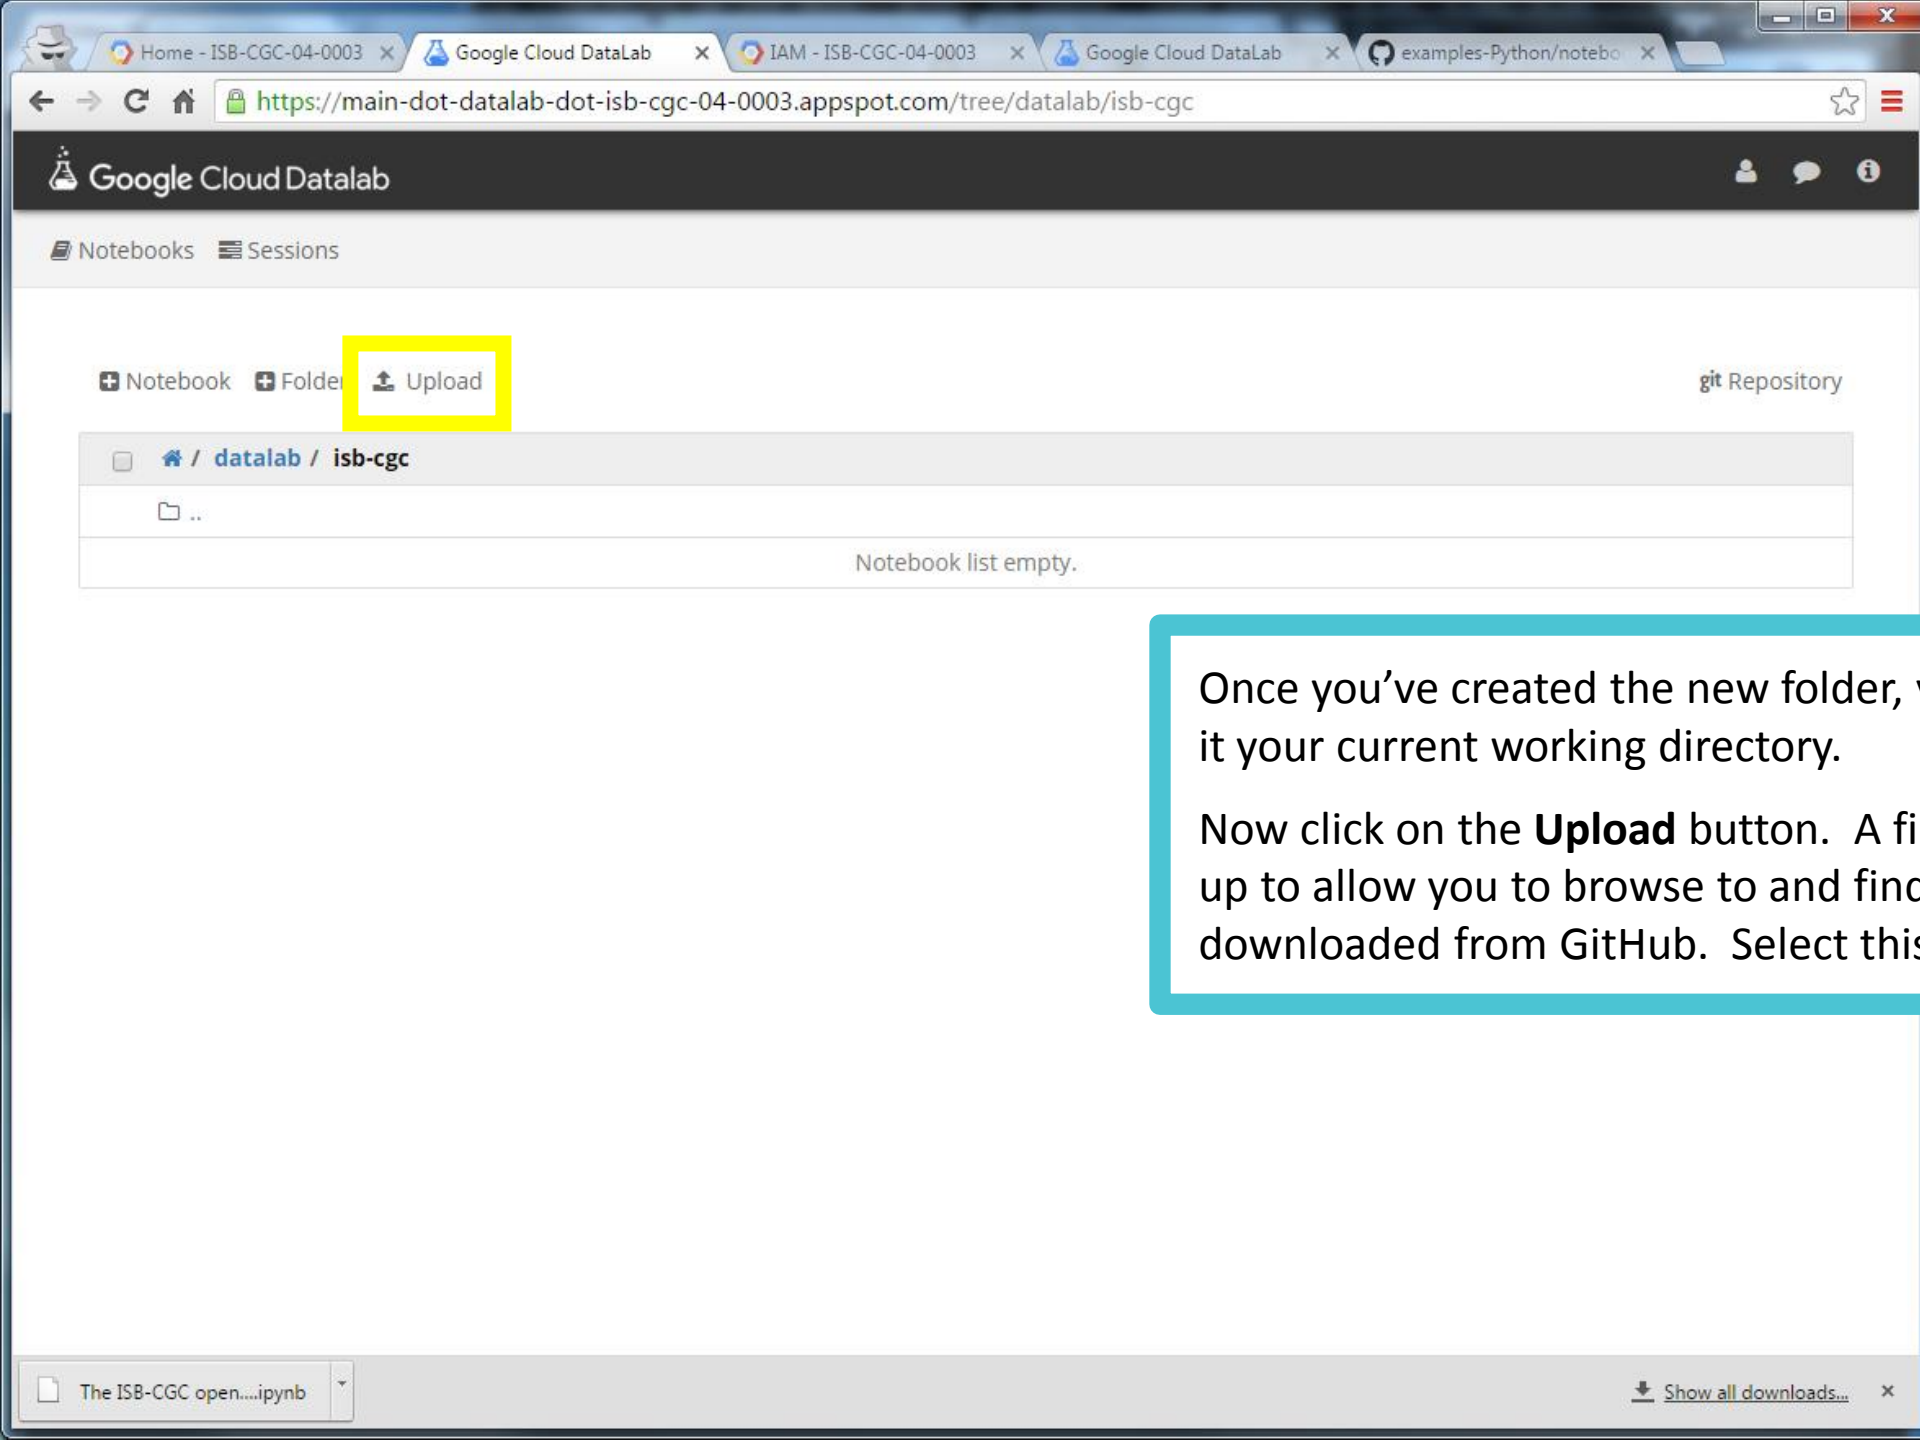 Home - ISB-CGC-04-0003
Google Cloud DataLab
IAM - ISB-CGC-04-0003
Google Cloud DataLab
examples-Python/notebo
https://main-dot-datalab-dot-isb-cgc-04-0003.appspot.com/tree/datalab/isb-cgc
Google Cloud Datalab
Notebooks Sessions
Notebook Folder Upload
git Repository
/ datalab / isb-cgc
..
Notebook list empty.
Once you’ve created the new folder,
it your current working directory.
Now click on the Upload button. A
up to allow you to browse to and find
downloaded from GitHub. Select this
The ISB-CGC open....ipynb
Show all downloads...